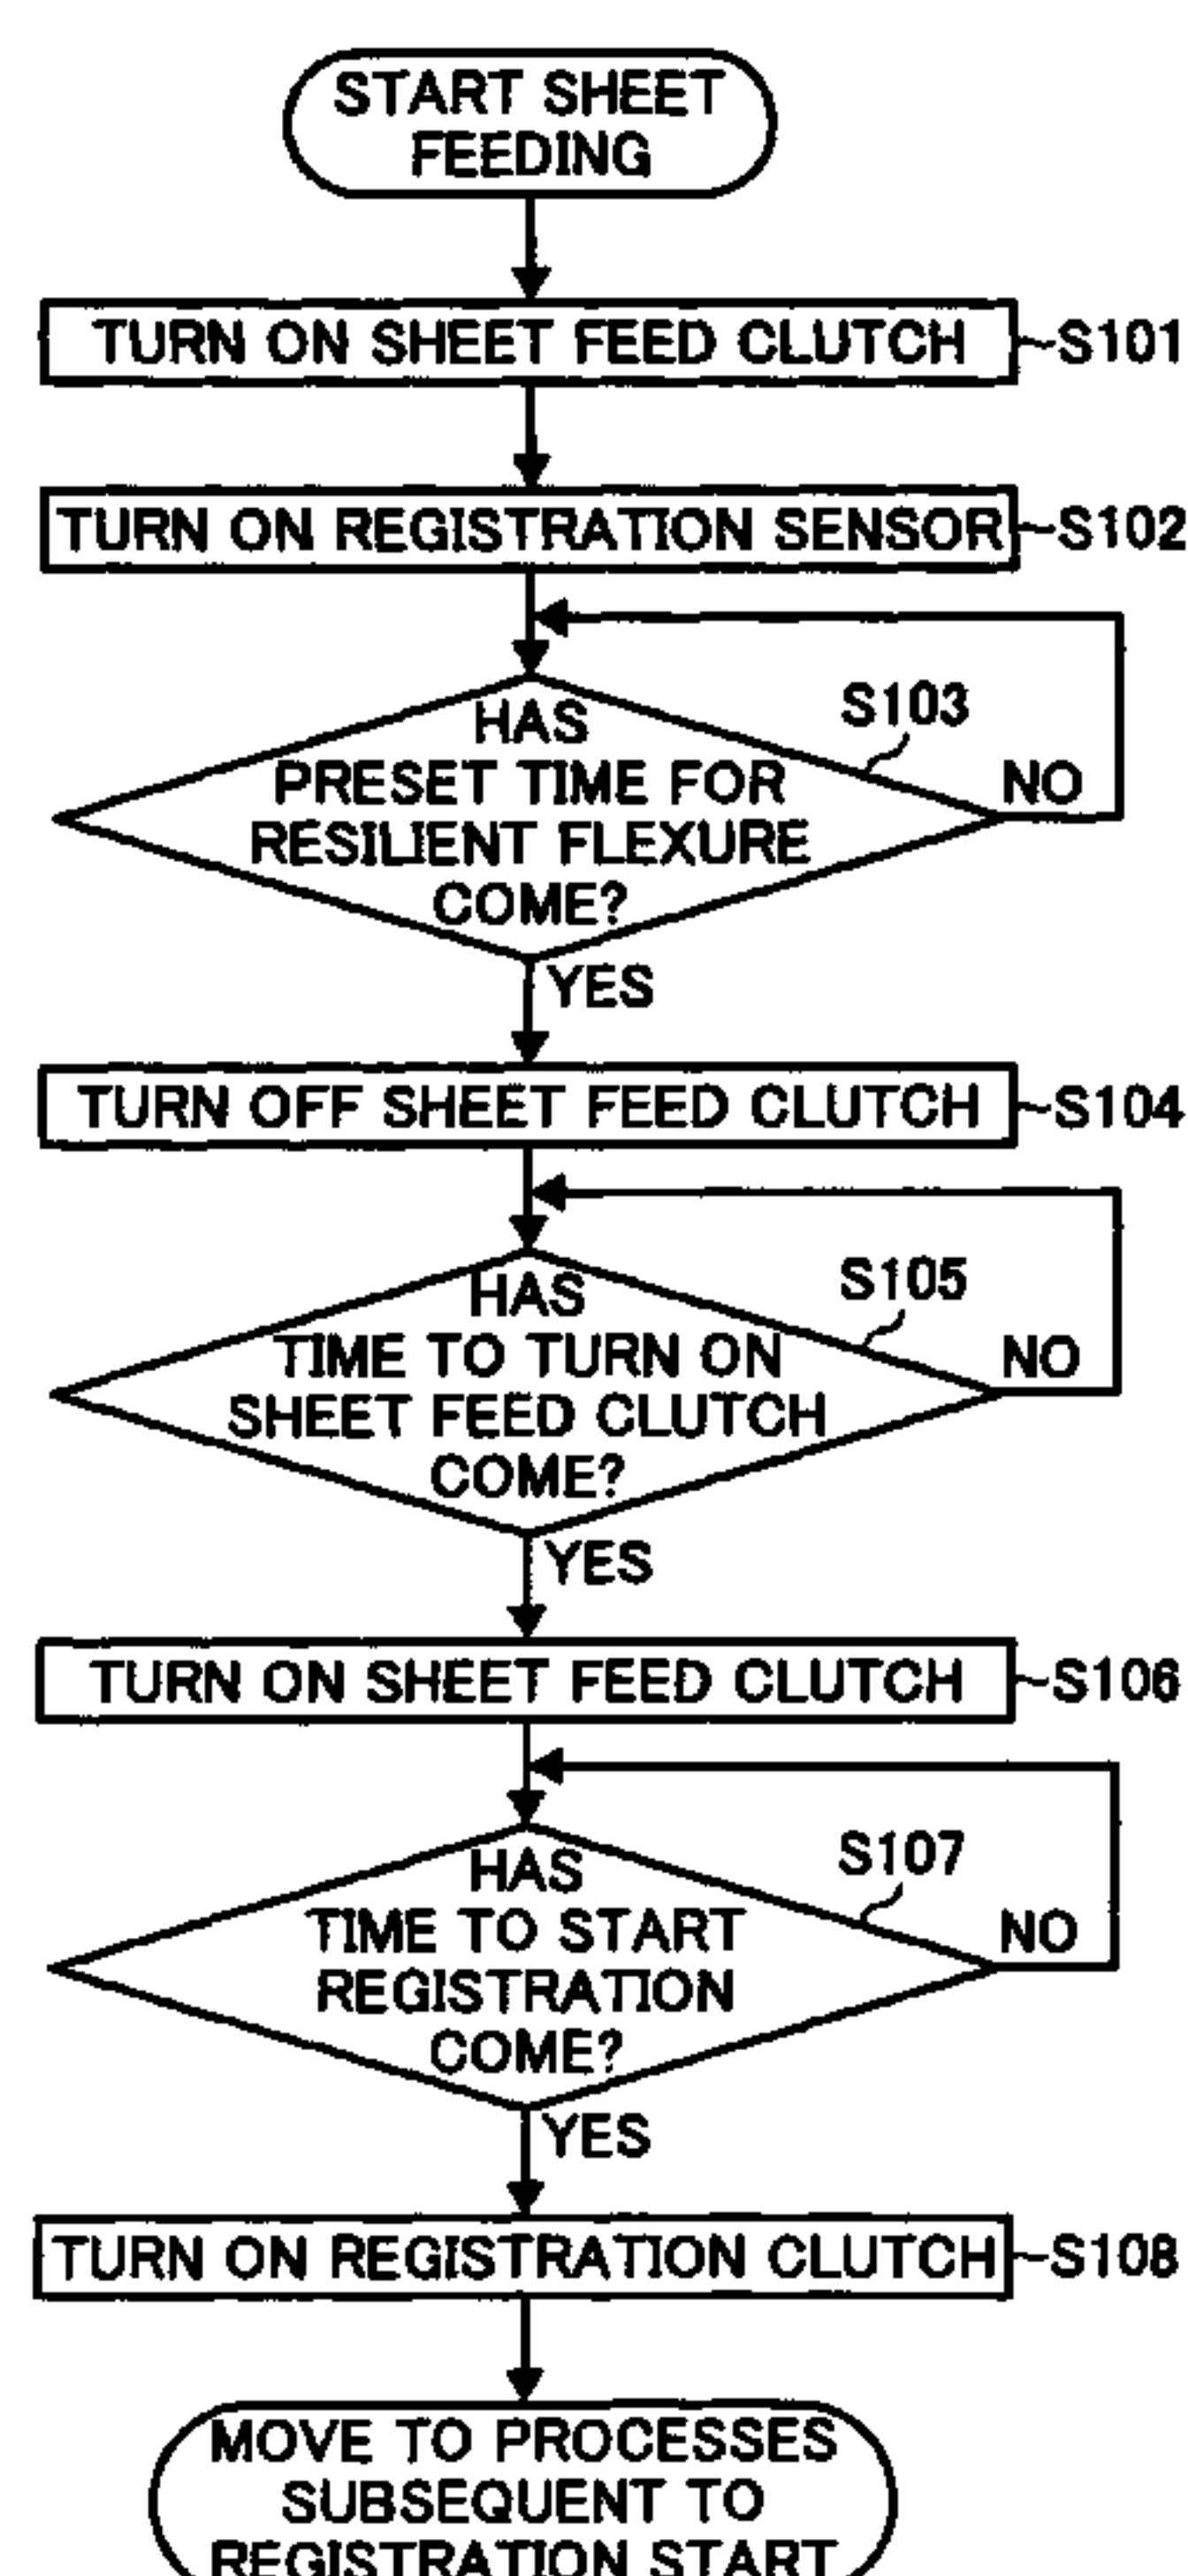 START SHEET
FEEDING
TURN ON SHEET FEED CLUTCH
S101
TURN ON REGISTRATION SENSOR
S102
S103
HAS
PRESET TIME FOR
RESILIENT FLEXURE
COME?
NO
YES
TURN OFF SHEET FEED CLUTCH
S104
S105
HAS
TIME TO TURN ON
SHEET FEED CLUTCH
COME?
NO
YES
TURN ON SHEET FEED CLUTCH
S106
S107
HAS
TIME TO START
REGISTRATION
COME?
NO
YES
TURN ON REGISTRATION CLUTCH
S108
MOVE TO PROCESSES
SUBSEQUENT TO
REGISTRATION START